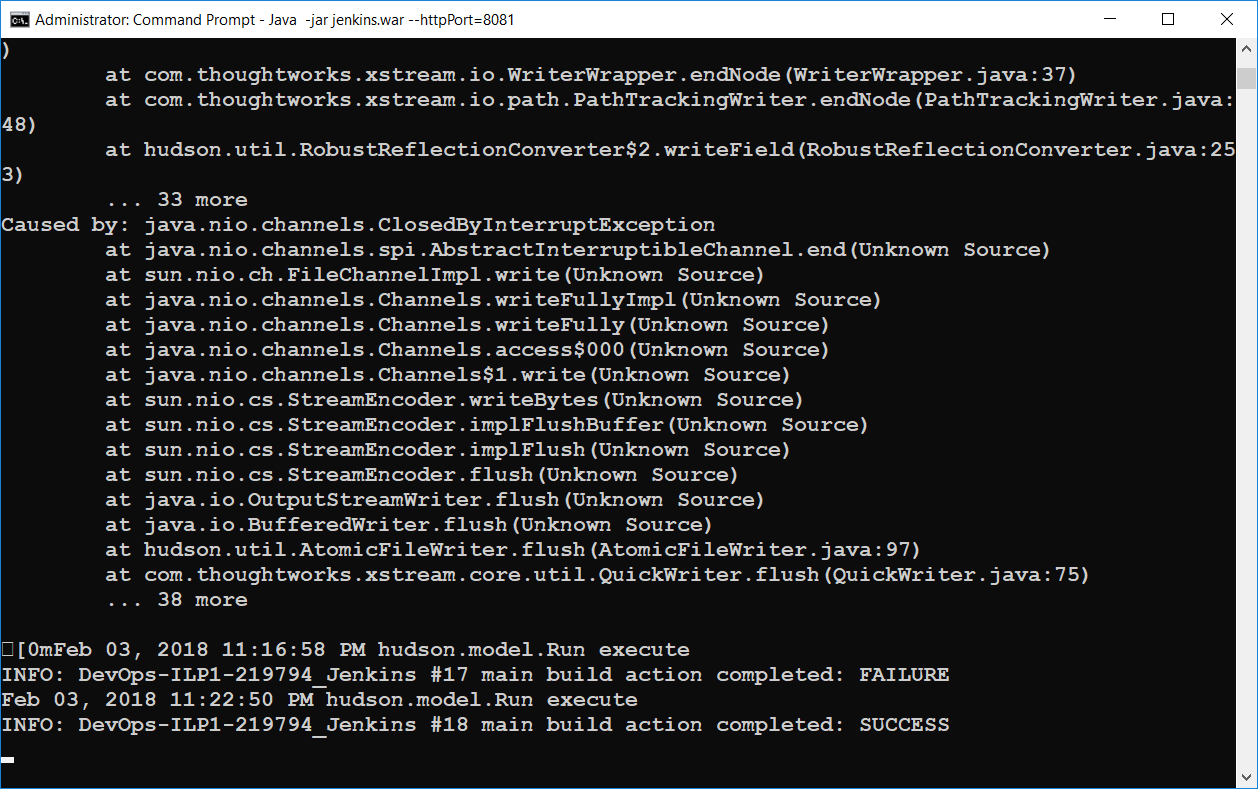 Administrator: Command Prompt - Java  -jar jenkins.war --httpPort=8081
)
        at com.thoughtworks.xstream.io.WriterWrapper.endNode(WriterWrapper.java:37)
        at com.thoughtworks.xstream.io.path.PathTrackingWriter.endNode(PathTrackingWriter.java:
48)
        at hudson.util.RobustReflectionConverter$2.writeField(RobustReflectionConverter.java:25
3)
        ... 33 more
Caused by: java.nio.channels.ClosedByInterruptException
        at java.nio.channels.spi.AbstractInterruptibleChannel.end(Unknown Source)
        at sun.nio.ch.FileChannelImpl.write(Unknown Source)
        at java.nio.channels.Channels.writeFullyImpl(Unknown Source)
        at java.nio.channels.Channels.writeFully(Unknown Source)
        at java.nio.channels.Channels.access$000(Unknown Source)
        at java.nio.channels.Channels$1.write(Unknown Source)
        at sun.nio.cs.StreamEncoder.writeBytes(Unknown Source)
        at sun.nio.cs.StreamEncoder.implFlushBuffer(Unknown Source)
        at sun.nio.cs.StreamEncoder.implFlush(Unknown Source)
        at sun.nio.cs.StreamEncoder.flush(Unknown Source)
        at java.io.OutputStreamWriter.flush(Unknown Source)
        at java.io.BufferedWriter.flush(Unknown Source)
        at hudson.util.AtomicFileWriter.flush(AtomicFileWriter.java:97)
        at com.thoughtworks.xstream.core.util.QuickWriter.flush(QuickWriter.java:75)
        ... 38 more
□[0mFeb 03, 2018 11:16:58 PM hudson.model.Run execute
INFO: DevOps-ILP1-219794_Jenkins #17 main build action completed: FAILURE
Feb 03, 2018 11:22:50 PM hudson.model.Run execute
INFO: DevOps-ILP1-219794_Jenkins #18 main build action completed: SUCCESS